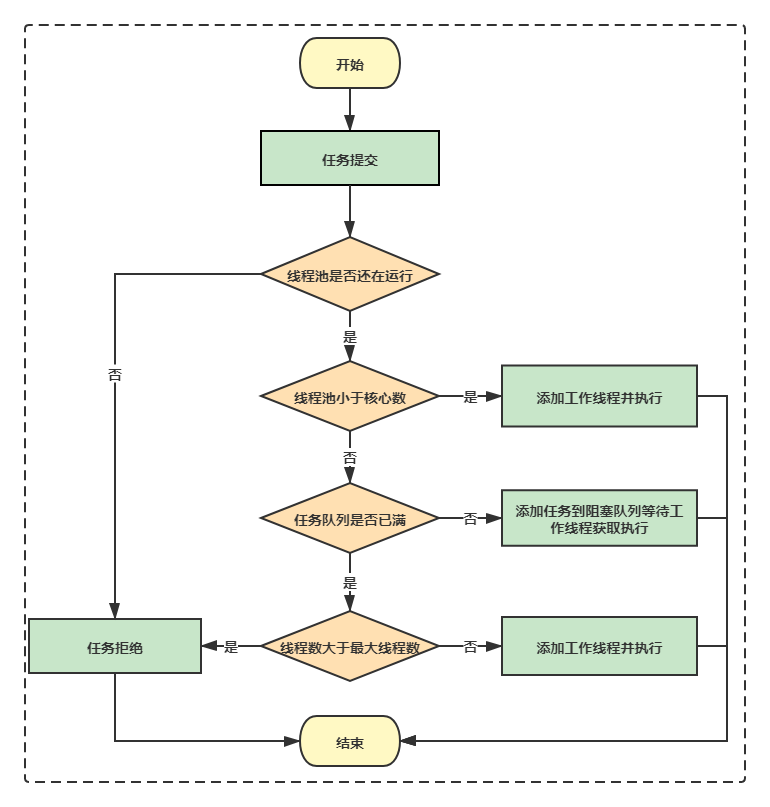 开始
任务提交
线程池是否还在运行
否
是
线程池小于核心数
是
添加工作线程并执行
否
任务队列是否已满
否
添加任务到阻塞队列等待工
作线程获取执行
是
任务拒绝
是
线程数大于最大线程数
否
添加工作线程并执行
结束